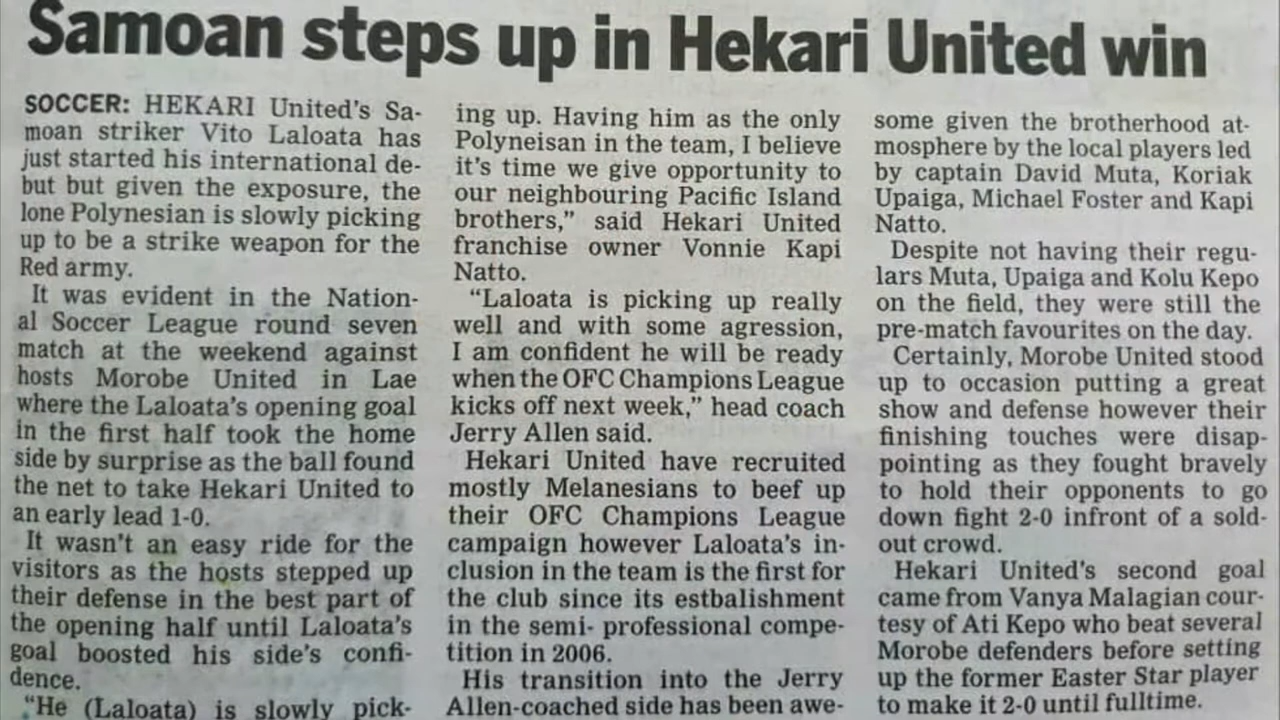 Samoan steps up in Hekari United win
SOCCER: HEKARI United's Sa-
moan striker Vito Laloata has
just started his international de-
but but given the exposure, the
lone Polynesian is slowly picking
up to be a strike weapon for the
Red army.
It was evident in the Nation-
al Soccer League round seven
match at the weekend against
hosts Morobe United in Lae
where the Laloata's opening goal
in the first half took the home
side by surprise as the ball found
the net to take Hekari United to
an early lead 1-0.
It wasn't an easy ride for the
visitors as the hosts stepped up
their defense in the best part of
the opening half until Laloata's
goal boosted his side's confi-
dence.
"He (Laloata) is slowly pick-
ing up. Having him as the only
Polyneisan in the team, I believe
it's time we give opportunity to
our neighbouring Pacific Island
brothers," said Hekari United
franchise owner Vonnie Kapi
Natto.
"Laloata is picking up really
well and with some agression,
I am confident he will be ready
when the OFC Champions League
kicks off next week," head coach
Jerry Allen said.
Hekari United have recruited
mostly Melanesians to beef up
their OFC Champions League
campaign however Laloata's in-
clusion in the team is the first for
the club since its estbalishment
in the semi- professional compe-
tition in 2006.
His transition into the Jerry
Allen-coached side has been awe-
some given the brotherhood at-
mosphere by the local players led
by captain David Muta, Koriak
Upaiga, Michael Foster and Kapi
Natto.
Despite not having their regu-
lars Muta, Upaiga and Kolu Kepo
on the field, they were still the
pre-match favourites on the day.
Certainly, Morobe United stood
up to occasion putting a great
show and defense however their
finishing touches were disap-
pointing as they fought bravely
to hold their opponents to go
down fight 2-0 infront of a sold-
out crowd.
Hekari United's second goal
came from Vanya Malagian cour-
tesy of Ati Kepo who beat several
Morobe defenders before setting
up the former Easter Star player
to make it 2-0 until fulltime.